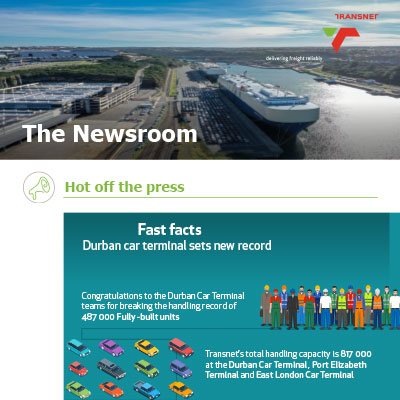 TRANSNET
delivering freight reliably
The Newsroom
Hot off the press
Fast facts
Durban car terminal sets new record
Congratulations to the Durban Car Terminal
teams for breaking the handling record of
487 000 Fully -built units
Transnet's total handling capacity is 817 000
at the Durban Car Terminal, Port Elizabeth
Terminal and East London Car Terminal